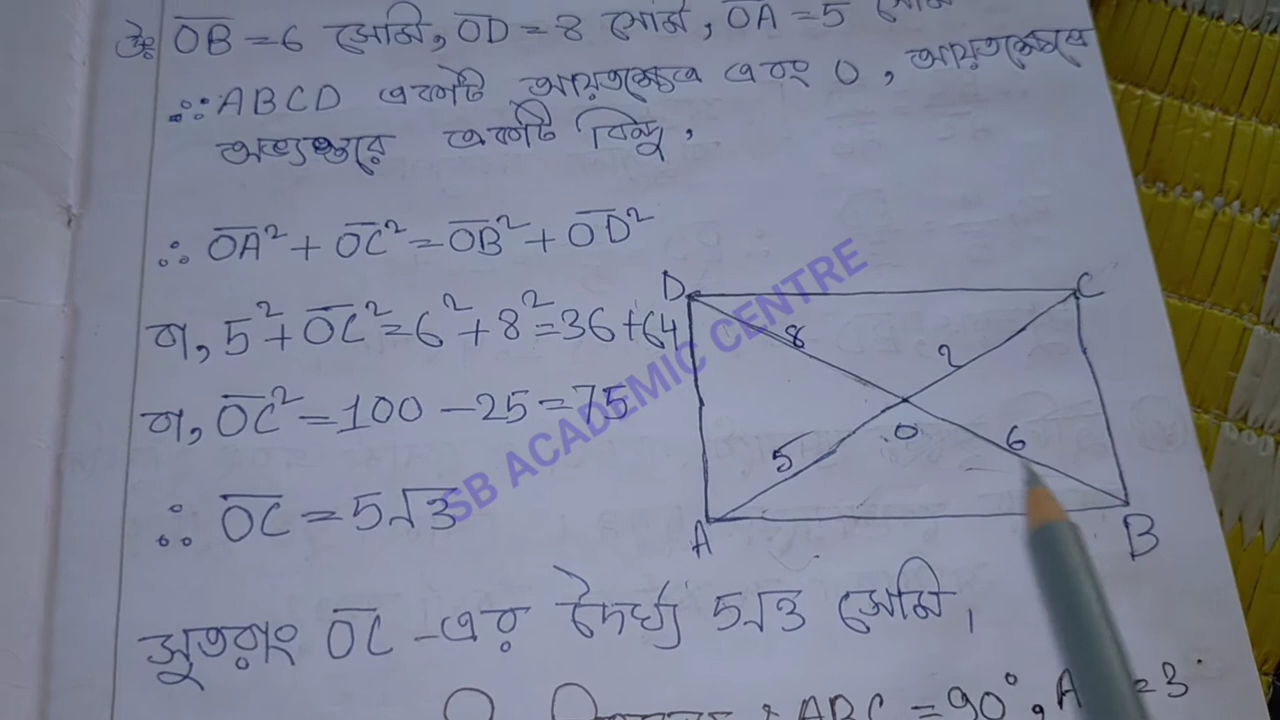 উঃ OB = 6 সেমি, OD = 8 সেমি, OA = 5 সেমি
∵ ABCD একটি আয়তক্ষেত্র এবং O, আয়তক্ষেত্রে
অভ্যন্তরে একটি বিন্দু,
∴ OA² + OC² = OB² + OD²
বা, 5² + OC² = 6² + 8² = 36 + 64
বা, OC² = 100 - 25 = 75
∴ OC = 5√3
সুতরাং OC -এর দৈর্ঘ্য 5√3 সেমি।
ABC = 90°, A = 3
D
C
8
2
5
O
6
A
B
SB ACADEMIC CENTRE